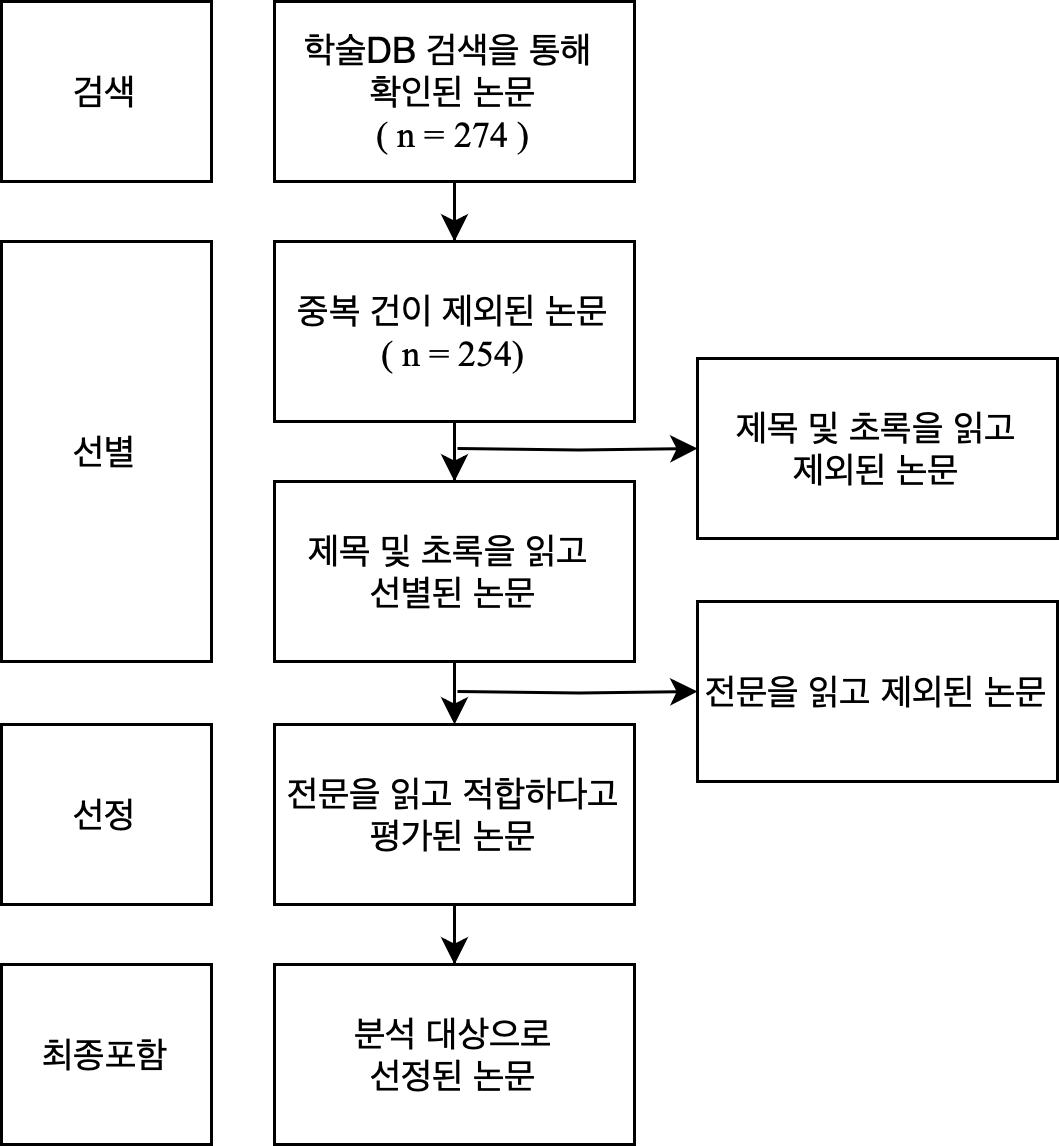 검색
학술DB 검색을 통해
확인된 논문
( n = 274 )
선별
중복 건이 제외된 논문
( n = 254)
제목 및 초록을 읽고
제외된 논문
제목 및 초록을 읽고
선별된 논문
전문을 읽고 제외된 논문
선정
전문을 읽고 적합하다고
평가된 논문
최종포함
분석 대상으로
선정된 논문